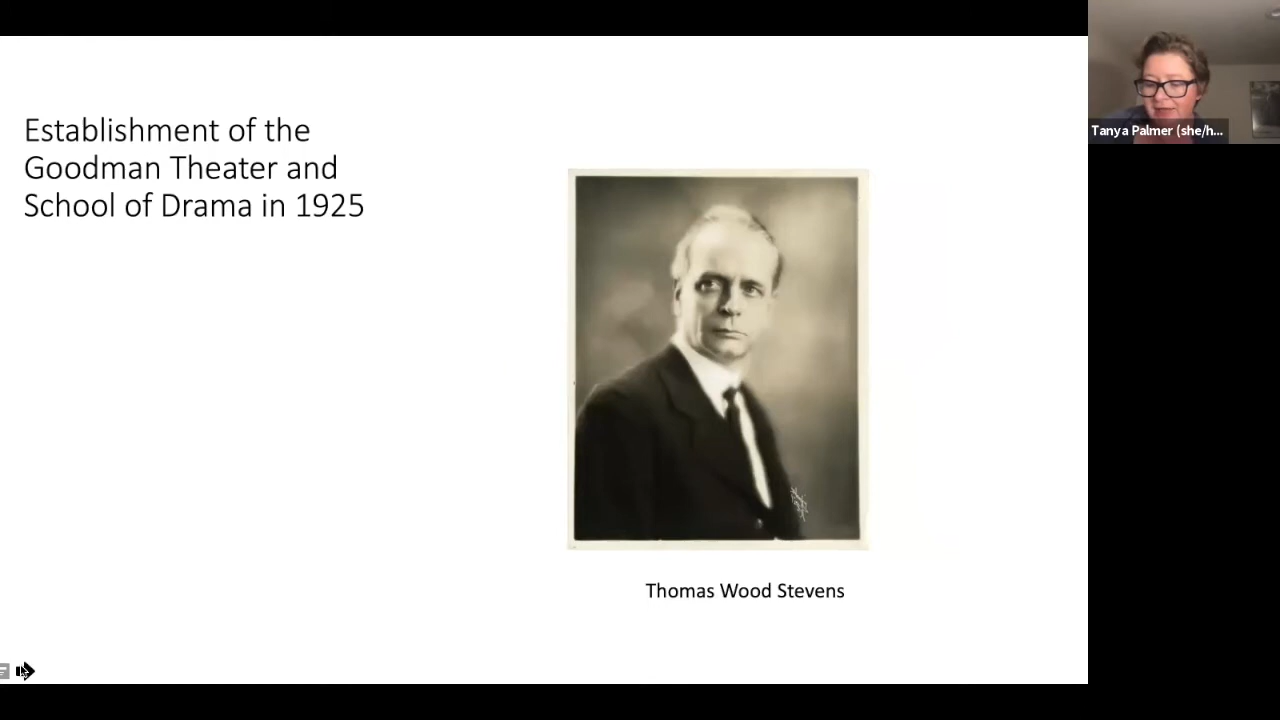 Establishment of the
Goodman Theater and
School of Drama in 1925
Tanya Palmer (she/h...
Thomas Wood Stevens